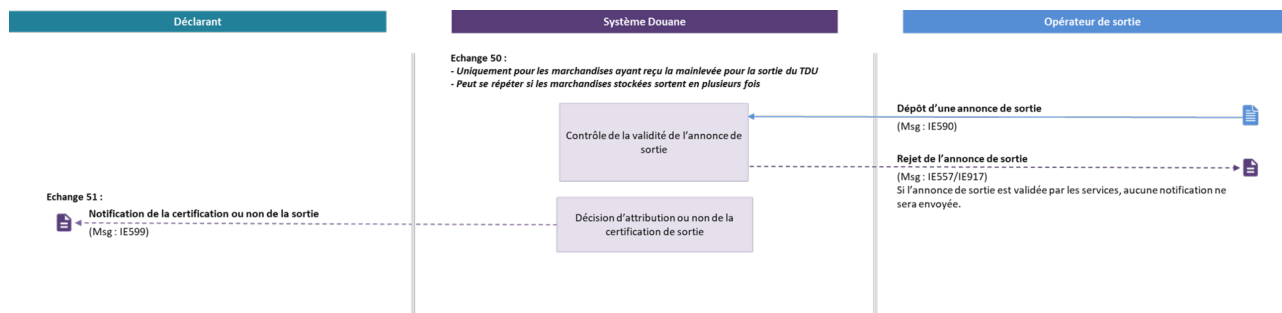 Déclarant
Système Douane
Opérateur de sortie
Echange 50 :
- Uniquement pour les marchandises ayant reçu la mainlevée pour la sortie du TDU
- Peut se répéter si les marchandises stockées sortent en plusieurs fois
Contrôle de la validité de l’annonce de
sortie
Dépôt d’une annonce de sortie
(Msg : IE590)
Rejet de l’annonce de sortie
(Msg : IE557/IE917)
Si l’annonce de sortie est validée par les services, aucune notification ne
sera envoyée.
Echange 51 :
Notification de la certification ou non de la sortie
(Msg : IE599)
Décision d’attribution ou non de la
certification de sortie